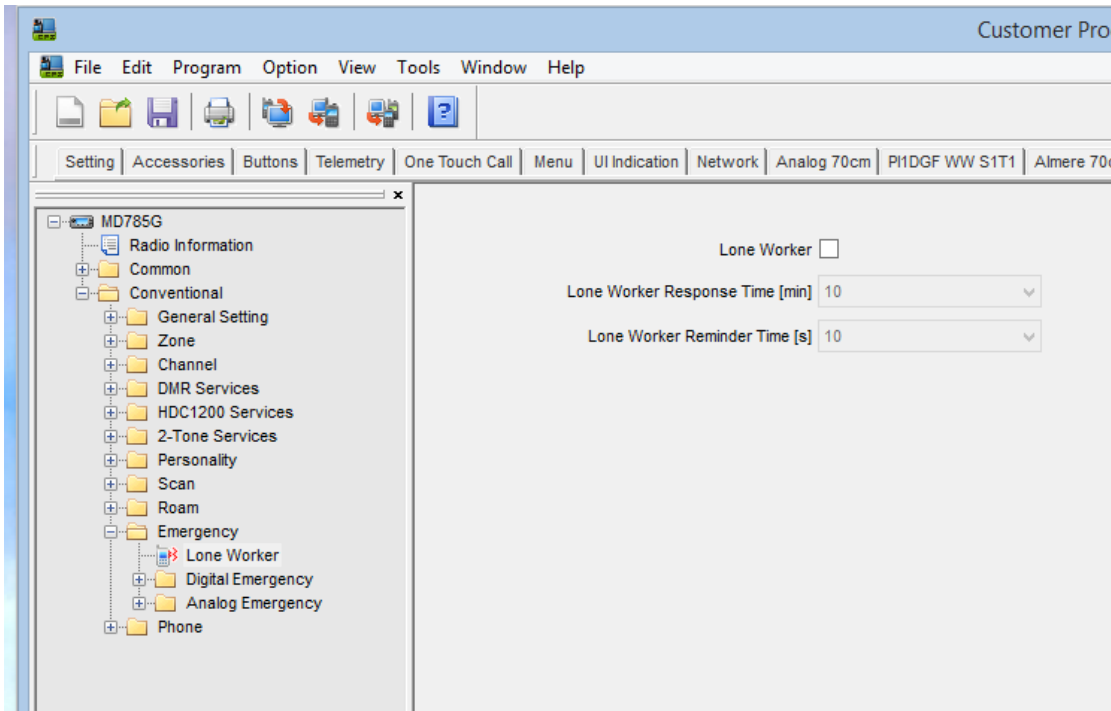 Customer Pro
File Edit Program Option View Tools Window Help
Setting Accessories Buttons Telemetry One Touch Call Menu UI Indication Network Analog 70cm PI1DGF WW S1T1 Almere 70
MD785G
Radio Information
Common
Conventional
General Setting
Zone
Channel
DMR Services
HDC1200 Services
2-Tone Services
Personality
Scan
Roam
Emergency
Lone Worker
Digital Emergency
Analog Emergency
Phone
Lone Worker
Lone Worker Response Time [min] 10
Lone Worker Reminder Time [s] 10